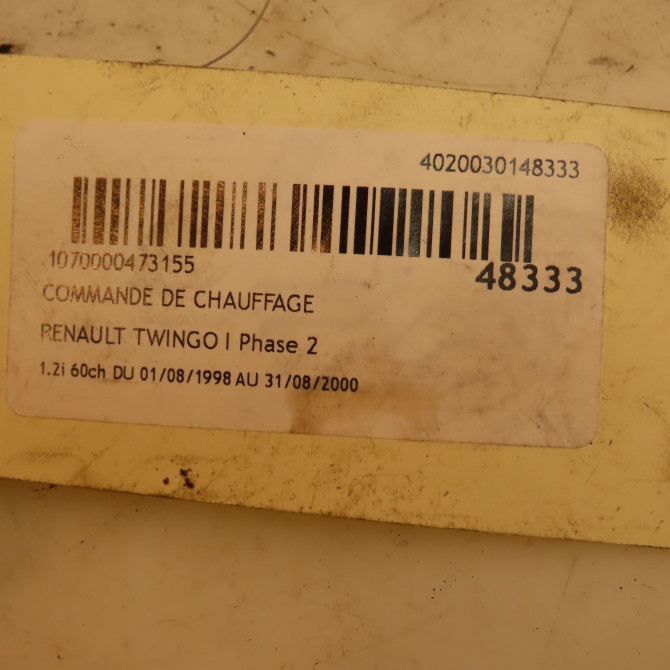 4020030148333
1070000473155
48333
COMMANDE DE CHAUFFAGE
RENAULT TWINGO I Phase 2
1.2i 60ch DU 01/08/1998 AU 31/08/2000